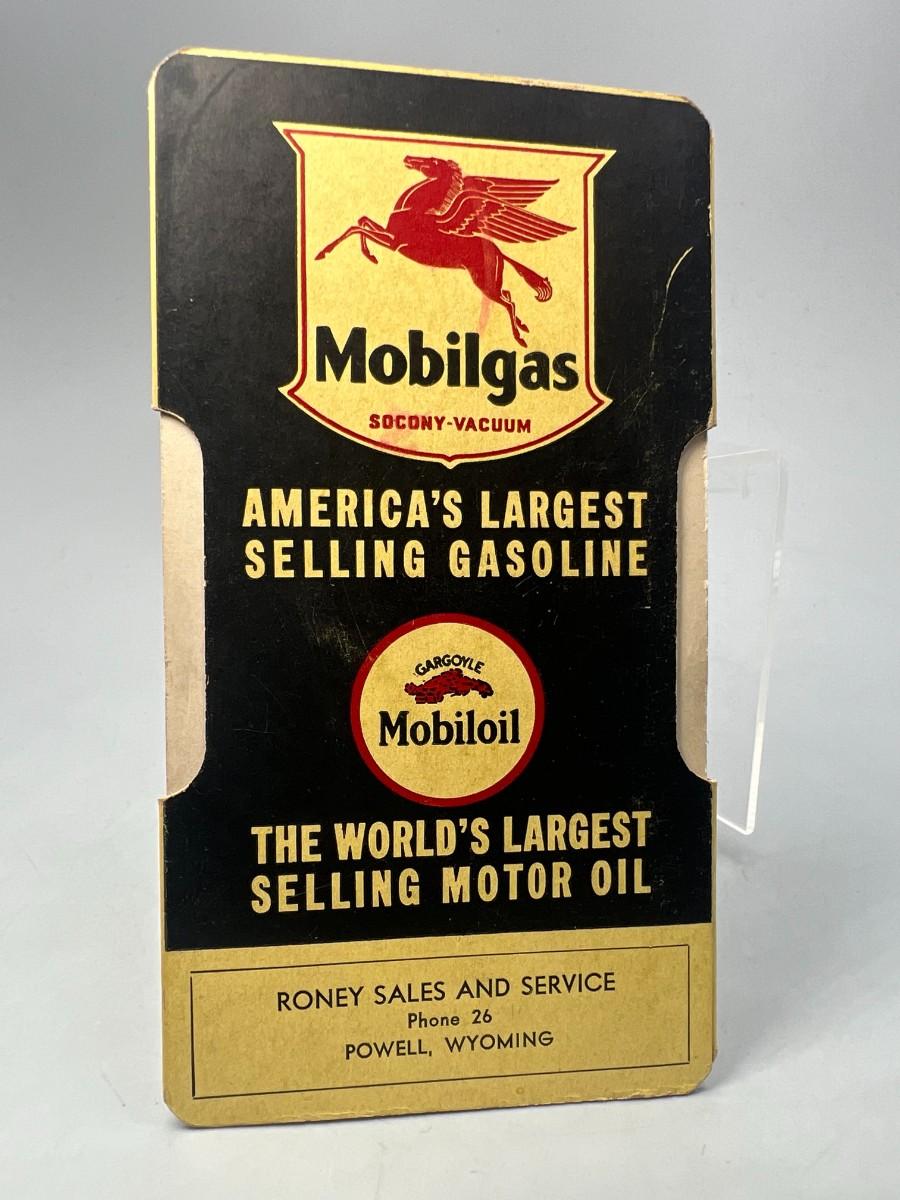 Mobilgas
SOCONY-VACUUM
AMERICA'S LARGEST
SELLING GASOLINE
GARGOYLE
Mobiloil
THE WORLD'S LARGEST
SELLING MOTOR OIL
RONEY SALES AND SERVICE
Phone 26
POWELL, WYOMING